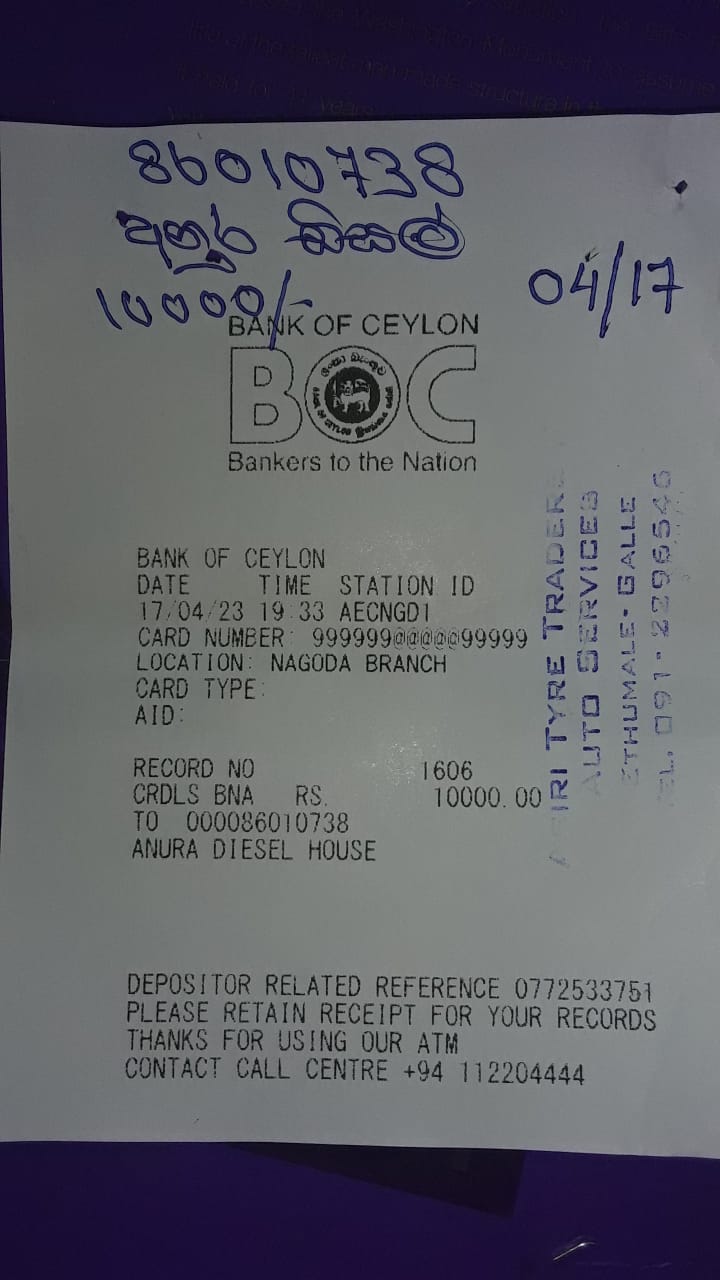 86010738
අනුර ඩීසල්
10000/-
04/17
BANK OF CEYLON
BOC
Bankers to the Nation
BANK OF CEYLON
DATE TIME STATION ID
17/04/23 19:33 AECNGD1
CARD NUMBER: 999999@@@@@99999
LOCATION: NAGODA BRANCH
CARD TYPE:
AID:
RECORD NO 1606
CRDLS BNA RS. 10000.00
TO 000086010738
ANURA DIESEL HOUSE
DEPOSITOR RELATED REFERENCE 0772533751
PLEASE RETAIN RECEIPT FOR YOUR RECORDS
THANKS FOR USING OUR ATM
CONTACT CALL CENTRE +94 112204444
TYRE TRADERS
AUTO SERVICES
ETHUMALE-GALLE
TEL. 091-2296546